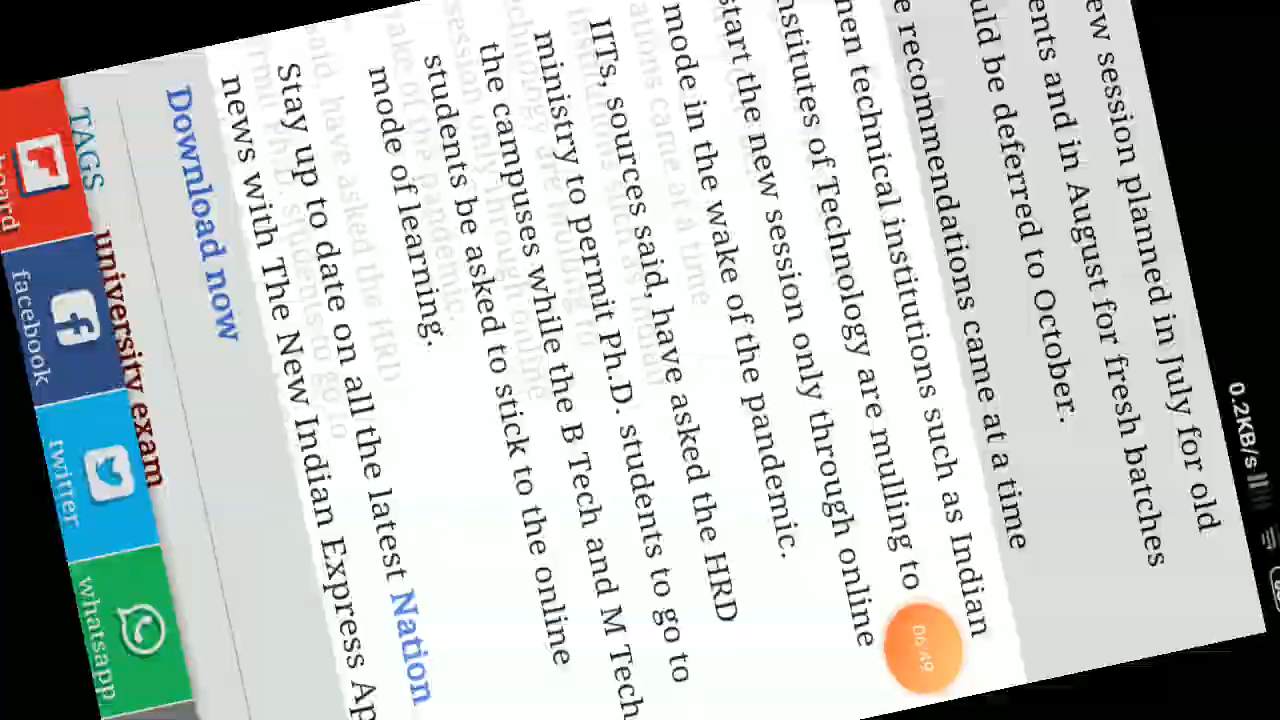 0.2KB/s
ew session planned in July for old
ents and in August for fresh batches
uld be deferred to October.
e recommendations came at a time
hen technical institutions such as Indian
nstitutes of Technology are mulling to
start the new session only through online
mode in the wake of the pandemic.
IITs, sources said, have asked the HRD
ministry to permit Ph.D. students to go to
the campuses while the B Tech and M Tech
students be asked to stick to the online
mode of learning.
Stay up to date on all the latest Nation
news with The New Indian Express Ap
Download now
TAGS
university exam
board
facebook
twitter
whatsapp
06:49